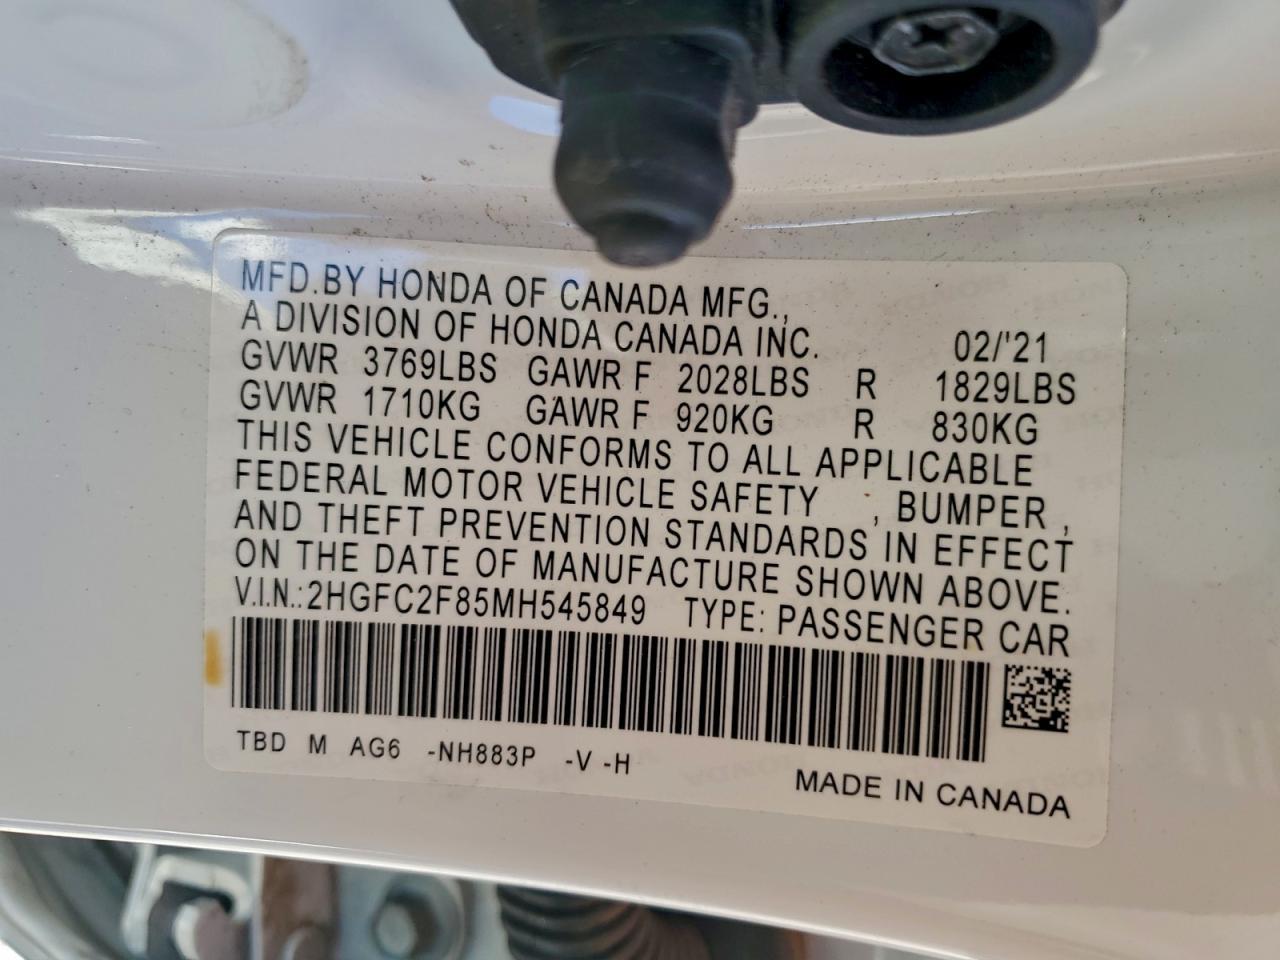 MFD.BY HONDA OF CANADA MFG.,
A DIVISION OF HONDA CANADA INC. 02/'21
GVWR 3769LBS GAWR F 2028LBS R 1829LBS
GVWR 1710KG GAWR F 920KG R 830KG
THIS VEHICLE CONFORMS TO ALL APPLICABLE
FEDERAL MOTOR VEHICLE SAFETY , BUMPER ,
AND THEFT PREVENTION STANDARDS IN EFFECT
ON THE DATE OF MANUFACTURE SHOWN ABOVE.
V.I.N.:2HGFC2F85MH545849 TYPE: PASSENGER CAR
TBD M AG6 -NH883P -V -H
MADE IN CANADA